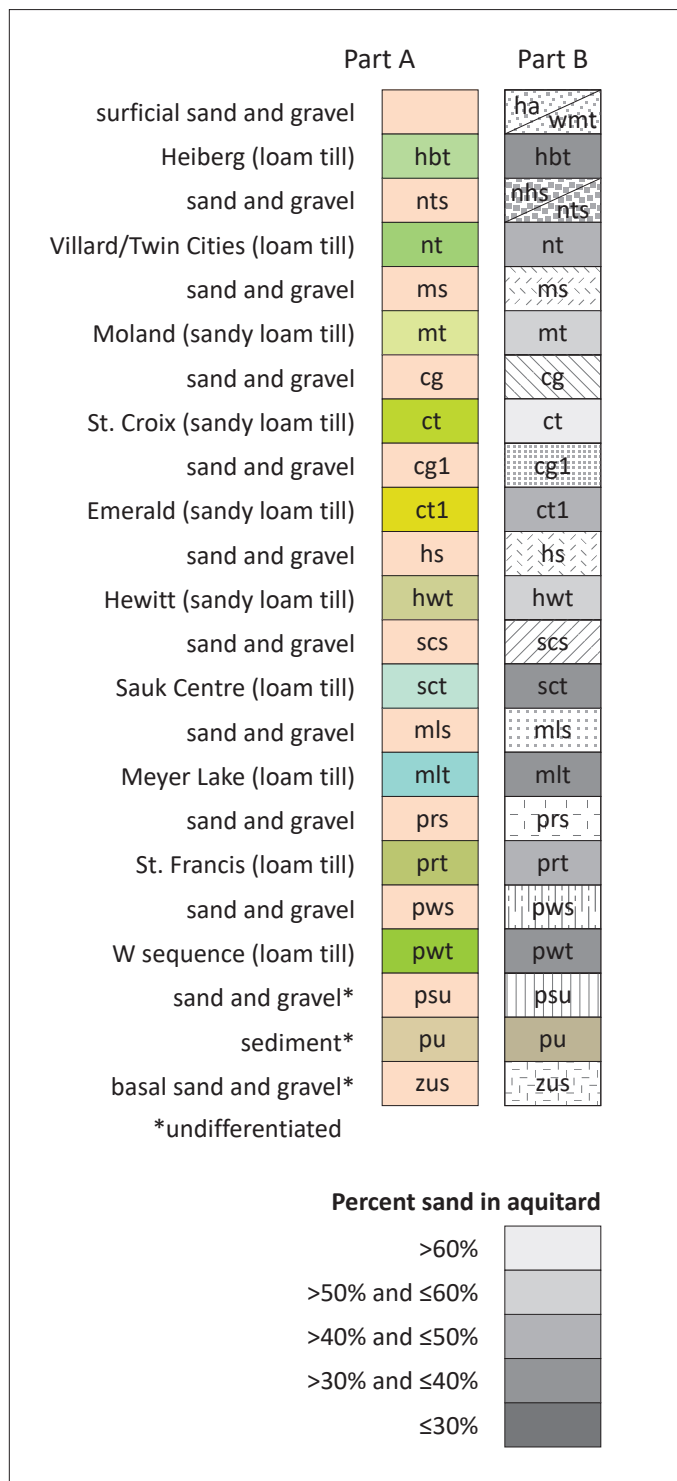 Part A Part B
surficial sand and gravel ha wmt
Heiberg (loam till) hbt hbt
sand and gravel nts nhs nts
Villard/Twin Cities (loam till) nt nt
sand and gravel ms ms
Moland (sandy loam till) mt mt
sand and gravel cg cg
St. Croix (sandy loam till) ct ct
sand and gravel cg1 cg1
Emerald (sandy loam till) ct1 ct1
sand and gravel hs hs
Hewitt (sandy loam till) hwt hwt
sand and gravel scs scs
Sauk Centre (loam till) sct sct
sand and gravel mls mls
Meyer Lake (loam till) mlt mlt
sand and gravel prs prs
St. Francis (loam till) prt prt
sand and gravel pws pws
W sequence (loam till) pwt pwt
sand and gravel* psu psu
sediment* pu pu
basal sand and gravel* zus zus
*undifferentiated
Percent sand in aquitard
>60%
>50% and ≤60%
>40% and ≤50%
>30% and ≤40%
≤30%